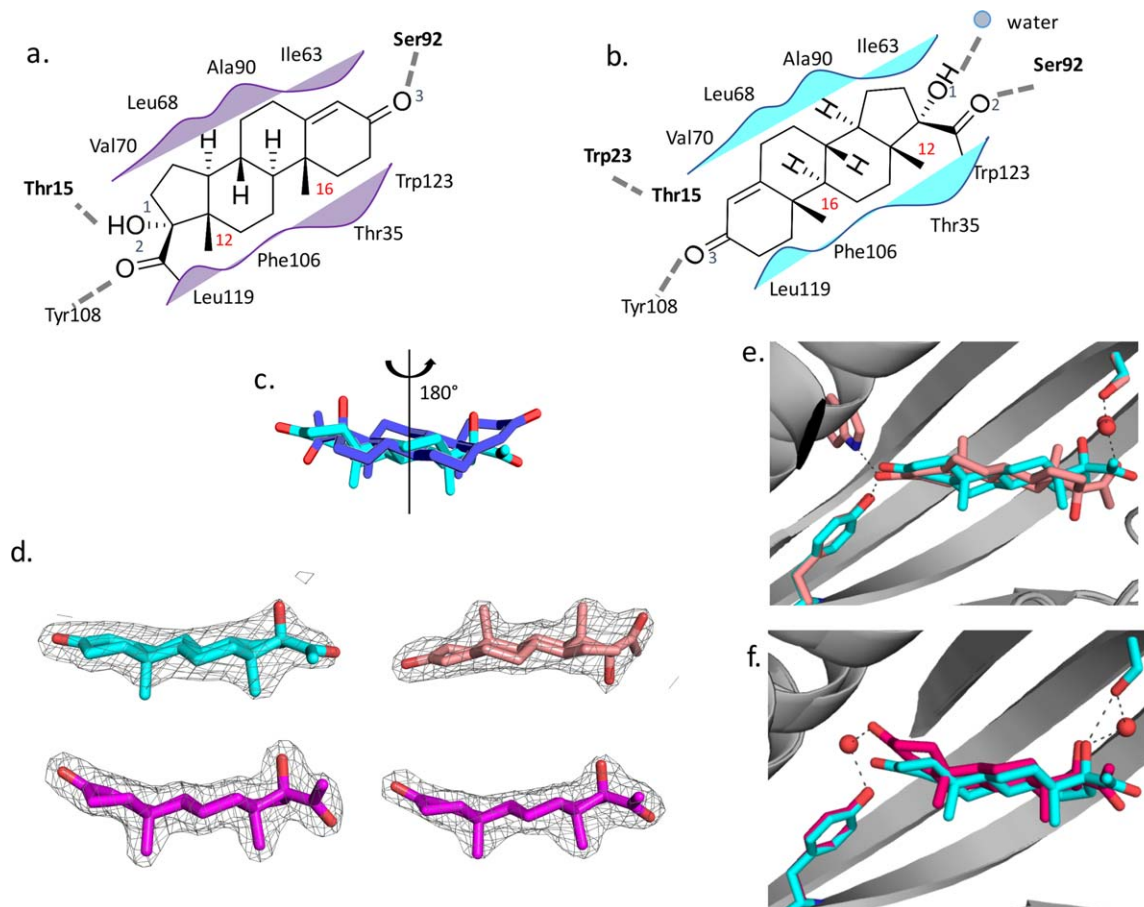 a.
Ser92
Ile63
Ala90
Leu68
Val70
O
3
H
H
H
16
Trp123
Thr15
1
HO
2
12
Thr35
O
Phe106
Tyr108
Leu119
b.
water
Ile63
Ala90
Ser92
H
O
1
O
2
Leu68
Val70
H
H
H
12
Trp123
Trp23
Thr15
16
Thr35
Phe106
O
3
Leu119
Tyr108
c.
180°
d.
e.
f.